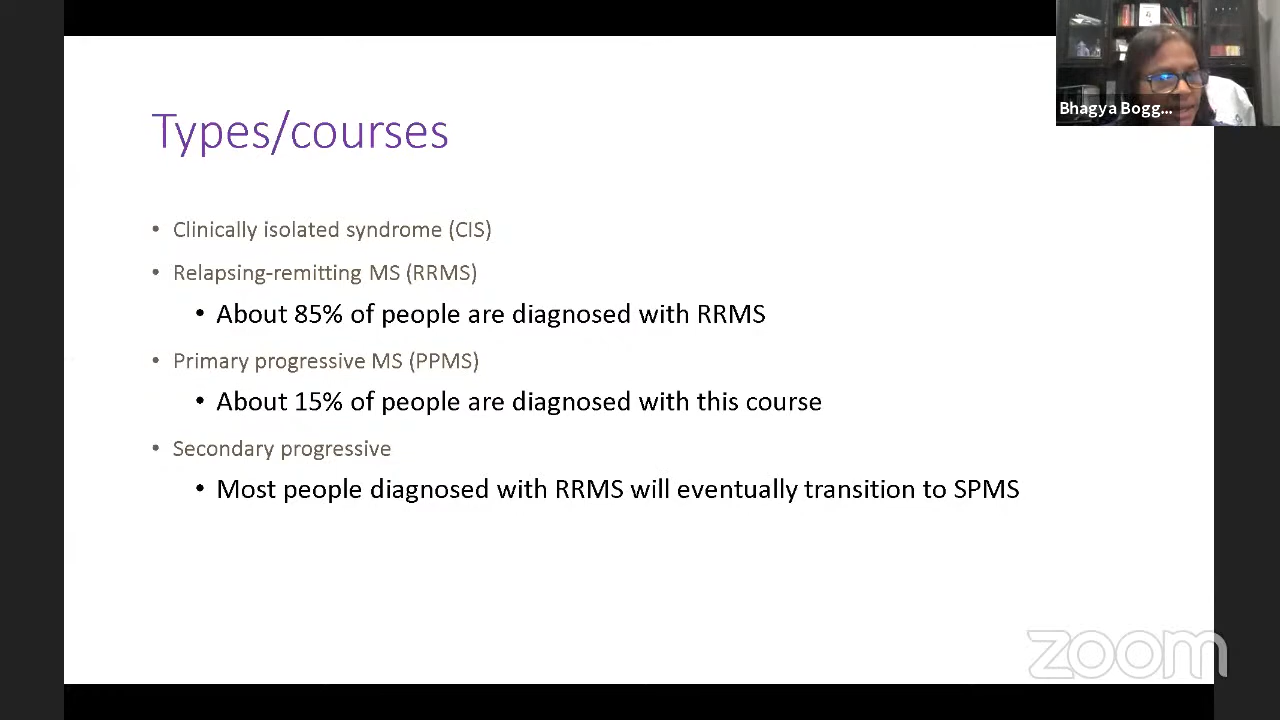 Bhagya Bogg...
Types/courses
• Clinically isolated syndrome (CIS)
• Relapsing-remitting MS (RRMS)
• About 85% of people are diagnosed with RRMS
• Primary progressive MS (PPMS)
• About 15% of people are diagnosed with this course
• Secondary progressive
• Most people diagnosed with RRMS will eventually transition to SPMS
zoom